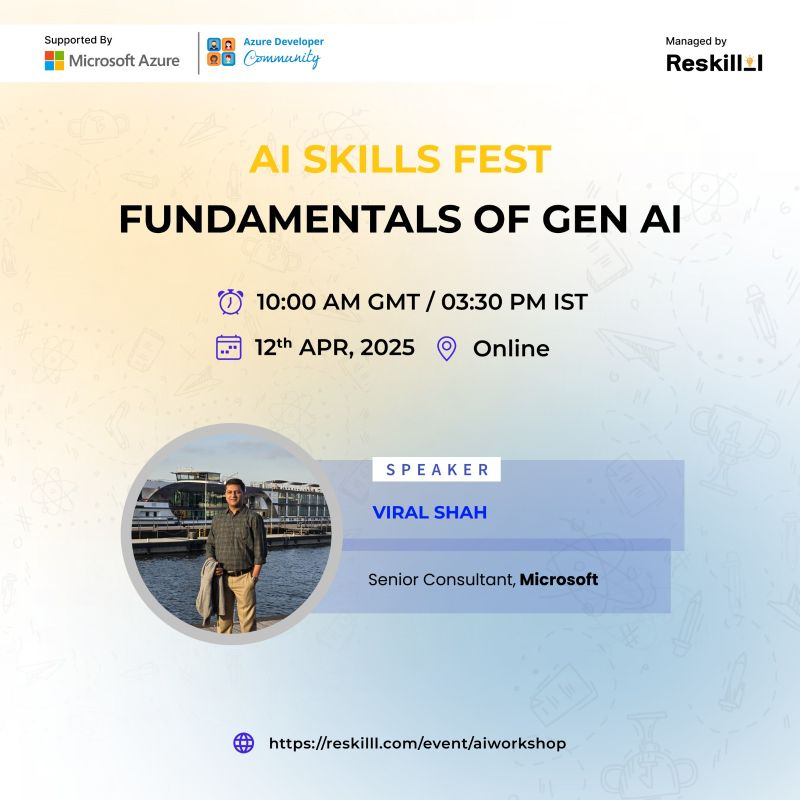 Supported By
Microsoft Azure
Azure Developer
Community
Managed by
Reskilll
AI SKILLS FEST
FUNDAMENTALS OF GEN AI
10:00 AM GMT / 03:30 PM IST
12th APR, 2025
Online
SPEAKER
VIRAL SHAH
Senior Consultant, Microsoft
https://reskilll.com/event/aiworkshop